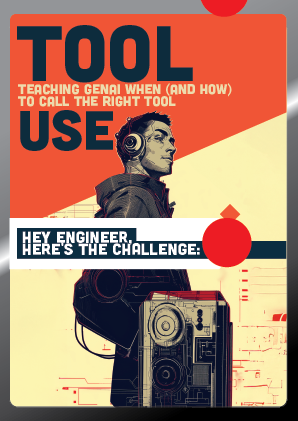 TOOL
TEACHING GENAI WHEN (AND HOW)
TO CALL THE RIGHT TOOL
USE
HEY ENGINEER,
HERE'S THE CHALLENGE: